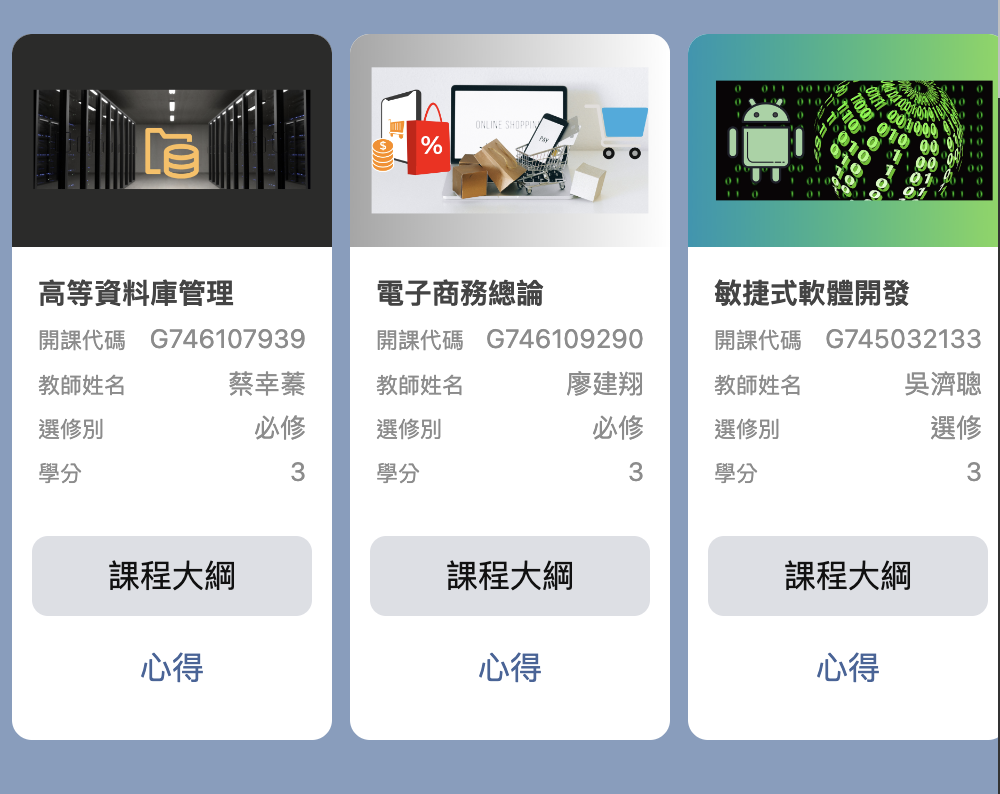 ONLINE SHOPPIN
PAY
%
$
高等資料庫管理
開課代碼 G746107939
教師姓名 蔡幸蓁
選修別 必修
學分 3
課程大綱
心得
電子商務總論
開課代碼 G746109290
教師姓名 廖建翔
選修別 必修
學分 3
課程大綱
心得
敏捷式軟體開發
開課代碼 G745032133
教師姓名 吳濟聰
選修別 選修
學分 3
課程大綱
心得